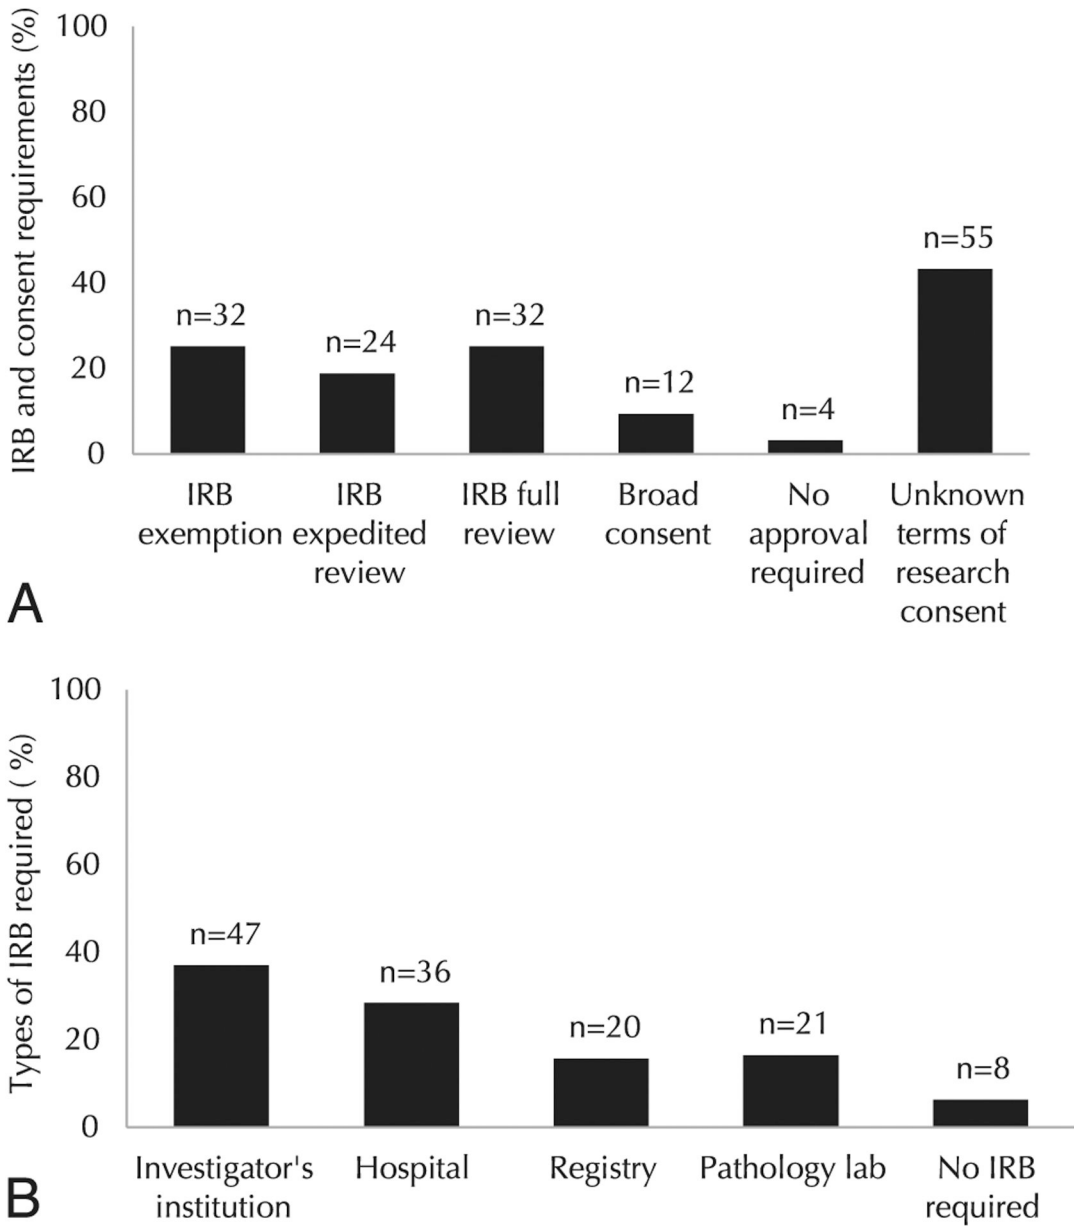 IRB and consent requirements (%)
100
80
60
40
20
0
n=32
n=24
n=32
n=12
n=4
n=55
IRB
exemption
IRB
expedited
review
IRB full
review
Broad
consent
No
approval
required
Unknown
terms of
research
consent
A
Types of IRB required ( %)
100
80
60
40
20
0
n=47
n=36
n=20
n=21
n=8
Investigator's
institution
Hospital
Registry
Pathology lab
No IRB
required
B